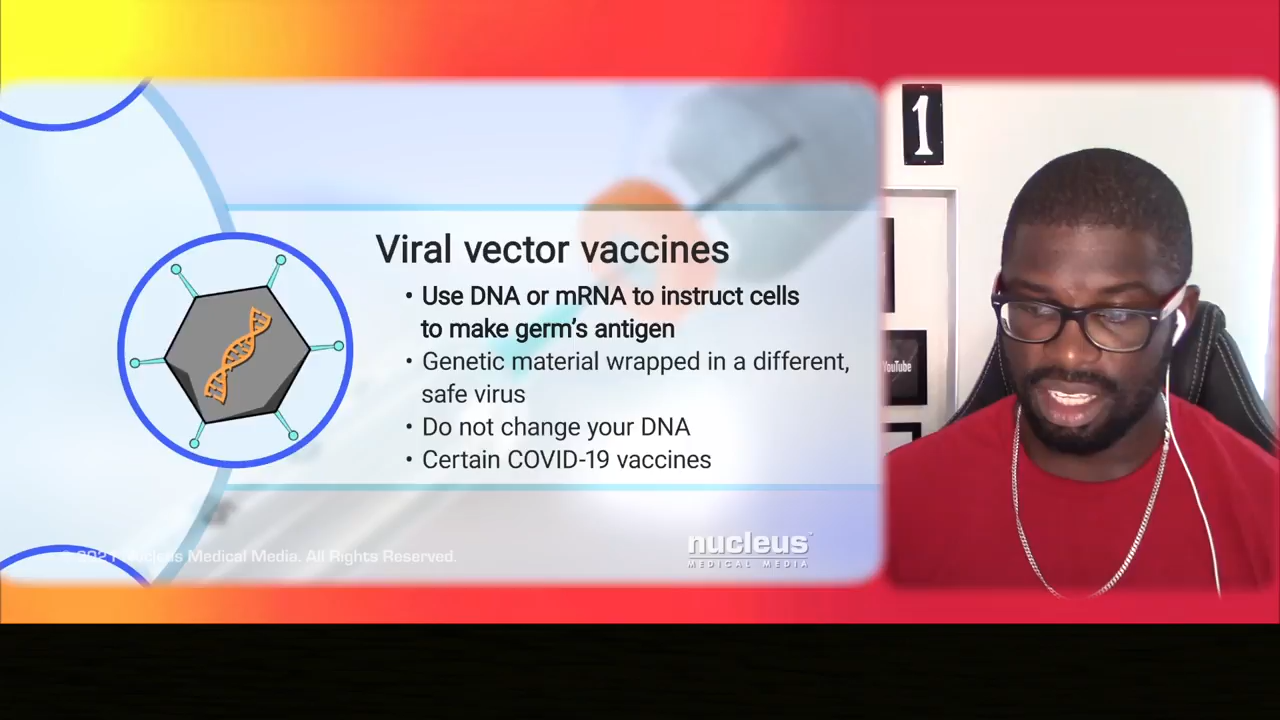 Viral vector vaccines
• Use DNA or mRNA to instruct cells
to make germ's antigen
• Genetic material wrapped in a different,
safe virus
• Do not change your DNA
• Certain COVID-19 vaccines
© 2021 Nucleus Medical Media. All Rights Reserved.
nucleus
MEDICAL MEDIA
1
YouTube